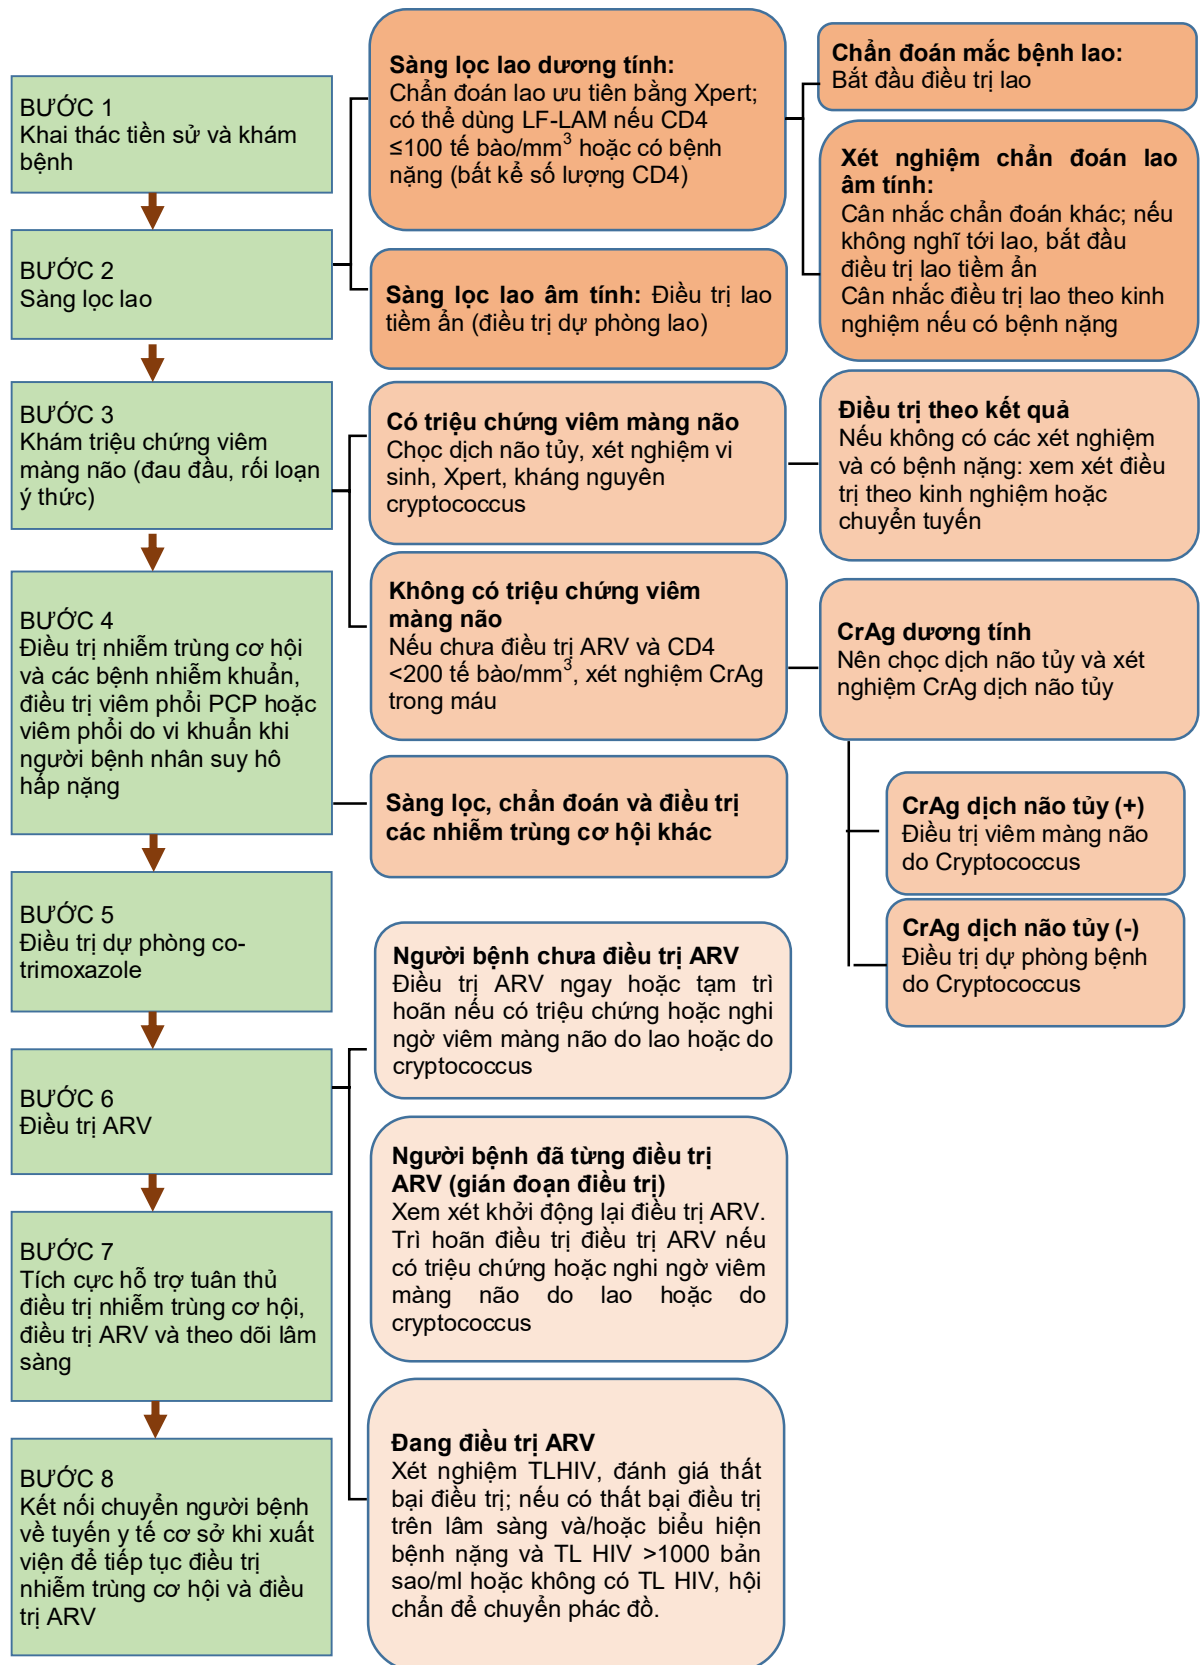 BƯỚC 1
Khai thác tiền sử và khám
bệnh
BƯỚC 2
Sàng lọc lao
Sàng lọc lao dương tính:
Chẩn đoán lao ưu tiên bằng Xpert;
có thể dùng LF-LAM nếu CD4
≤100 tế bào/mm³ hoặc có bệnh
nặng (bất kể số lượng CD4)
Chẩn đoán mắc bệnh lao:
Bắt đầu điều trị lao
Xét nghiệm chẩn đoán lao
âm tính:
Cân nhắc chẩn đoán khác; nếu
không nghĩ tới lao, bắt đầu
điều trị lao tiềm ẩn
Cân nhắc điều trị lao theo kinh
nghiệm nếu có bệnh nặng
Sàng lọc lao âm tính: Điều trị lao
tiềm ẩn (điều trị dự phòng lao)
BƯỚC 3
Khám triệu chứng viêm
màng não (đau đầu, rối loạn
ý thức)
Có triệu chứng viêm màng não
Chọc dịch não tủy, xét nghiệm vi
sinh, Xpert, kháng nguyên
cryptococcus
Điều trị theo kết quả
Nếu không có các xét nghiệm
và có bệnh nặng: xem xét điều
trị theo kinh nghiệm hoặc
chuyển tuyến
Không có triệu chứng viêm
màng não
Nếu chưa điều trị ARV và CD4
<200 tế bào/mm³, xét nghiệm CrAg
trong máu
CrAg dương tính
Nên chọc dịch não tủy và xét
nghiệm CrAg dịch não tủy
CrAg dịch não tủy (+)
Điều trị viêm màng não
do Cryptococcus
CrAg dịch não tủy (-)
Điều trị dự phòng bệnh
do Cryptococcus
BƯỚC 4
Điều trị nhiễm trùng cơ hội
và các bệnh nhiễm khuẩn,
điều trị viêm phổi PCP hoặc
viêm phổi do vi khuẩn khi
người bệnh nhân suy hô
hấp nặng
Sàng lọc, chẩn đoán và điều trị
các nhiễm trùng cơ hội khác
BƯỚC 5
Điều trị dự phòng co-
trimoxazole
BƯỚC 6
Điều trị ARV
Người bệnh chưa điều trị ARV
Điều trị ARV ngay hoặc tạm trì
hoãn nếu có triệu chứng hoặc nghi
ngờ viêm màng não do lao hoặc do
cryptococcus
Người bệnh đã từng điều trị
ARV (gián đoạn điều trị)
Xem xét khởi động lại điều trị ARV.
Trì hoãn điều trị điều trị ARV nếu
có triệu chứng hoặc nghi ngờ viêm
màng não do lao hoặc do
cryptococcus
Đang điều trị ARV
Xét nghiệm TLHIV, đánh giá thất
bại điều trị; nếu có thất bại điều trị
trên lâm sàng và/hoặc biểu hiện
bệnh nặng và TL HIV >1000 bản
sao/ml hoặc không có TL HIV, hội
chẩn để chuyển phác đồ.
BƯỚC 7
Tích cực hỗ trợ tuân thủ
điều trị nhiễm trùng cơ hội,
điều trị ARV và theo dõi lâm
sàng
BƯỚC 8
Kết nối chuyển người bệnh
về tuyến y tế cơ sở khi xuất
viện để tiếp tục điều trị
nhiễm trùng cơ hội và điều
trị ARV